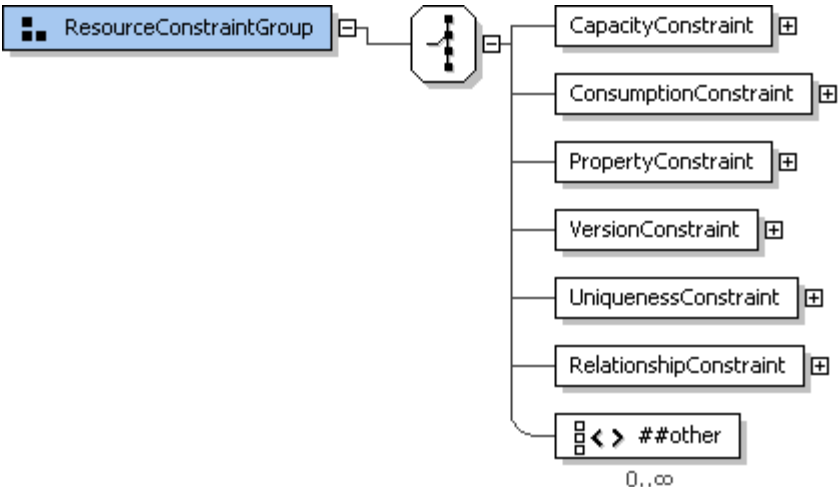 ResourceConstraintGroup
CapacityConstraint
ConsumptionConstraint
PropertyConstraint
VersionConstraint
UniquenessConstraint
RelationshipConstraint
##other
0..∞